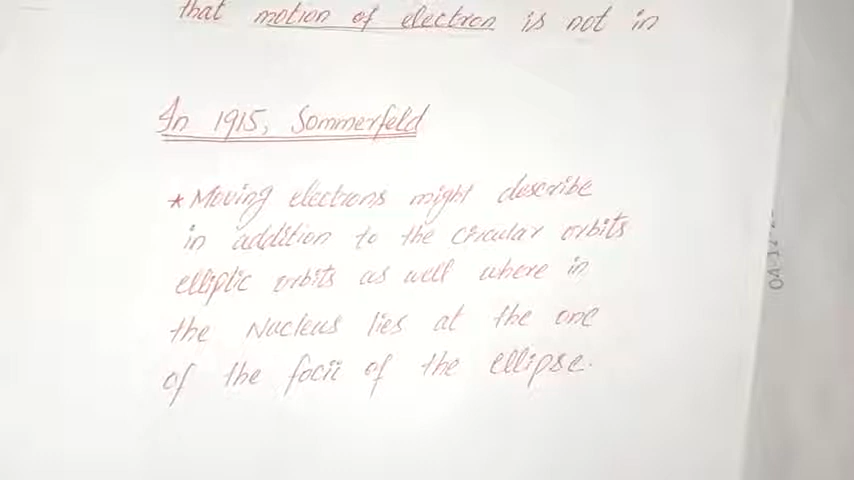 that motion of electron is not in
In 1915, Sommerfeld
* Moving electrons might describe
in addition to the circular orbits
elliptic orbits as well where in
the Nucleus lies at the one
of the focii of the ellipse.